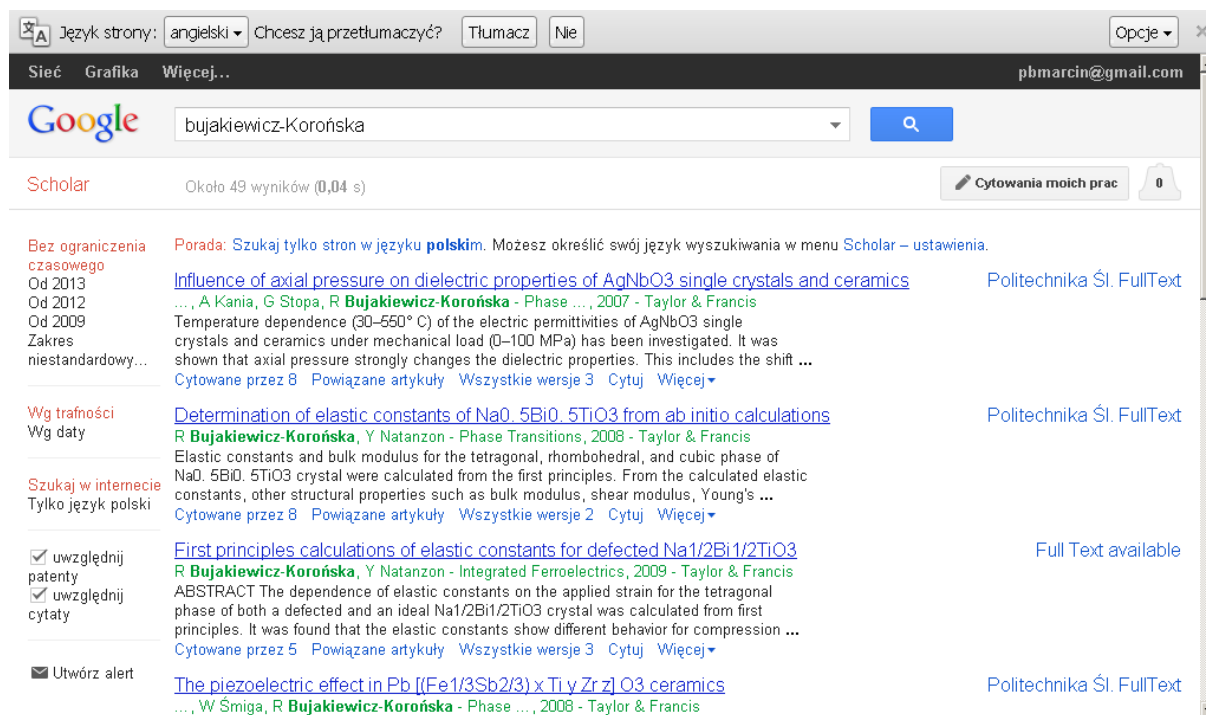 Język strony: angielski Chcesz ją przetłumaczyć? Tłumacz Nie Opcje
Sieć Grafika Więcej... pbmarcin@gmail.com
Google bujakiewicz-Korońska
Scholar Około 49 wyników (0,04 s) Cytowania moich prac 0
Bez ograniczenia czasowego
Od 2013
Od 2012
Od 2009
Zakres niestandardowy...
Wg trafności
Wg daty
Szukaj w internecie
Tylko język polski
uwzględnij patenty
uwzględnij cytaty
Utwórz alert
Porada: Szukaj tylko stron w języku polskim. Możesz określić swój język wyszukiwania w menu Scholar – ustawienia.
Influence of axial pressure on dielectric properties of AgNbO3 single crystals and ceramics Politechnika Śl. FullText
..., A Kania, G Stopa, R Bujakiewicz-Korońska - Phase ..., 2007 - Taylor & Francis
Temperature dependence (30–550° C) of the electric permittivities of AgNbO3 single
crystals and ceramics under mechanical load (0–100 MPa) has been investigated. It was
shown that axial pressure strongly changes the dielectric properties. This includes the shift ...
Cytowane przez 8 Powiązane artykuły Wszystkie wersje 3 Cytuj Więcej
Determination of elastic constants of Na0. 5Bi0. 5TiO3 from ab initio calculations Politechnika Śl. FullText
R Bujakiewicz-Korońska, Y Natanzon - Phase Transitions, 2008 - Taylor & Francis
Elastic constants and bulk modulus for the tetragonal, rhombohedral, and cubic phase of
Na0. 5Bi0. 5TiO3 crystal were calculated from the first principles. From the calculated elastic
constants, other structural properties such as bulk modulus, shear modulus, Young's ...
Cytowane przez 8 Powiązane artykuły Wszystkie wersje 2 Cytuj Więcej
First principles calculations of elastic constants for defected Na1/2Bi1/2TiO3 Full Text available
R Bujakiewicz-Korońska, Y Natanzon - Integrated Ferroelectrics, 2009 - Taylor & Francis
ABSTRACT The dependence of elastic constants on the applied strain for the tetragonal
phase of both a defected and an ideal Na1/2Bi1/2TiO3 crystal was calculated from first
principles. It was found that the elastic constants show different behavior for compression ...
Cytowane przez 5 Powiązane artykuły Wszystkie wersje 3 Cytuj Więcej
The piezoelectric effect in Pb [(Fe1/3Sb2/3) x Ti y Zr z] O3 ceramics Politechnika Śl. FullText
..., W Śmiga, R Bujakiewicz-Korońska - Phase ..., 2008 - Taylor & Francis